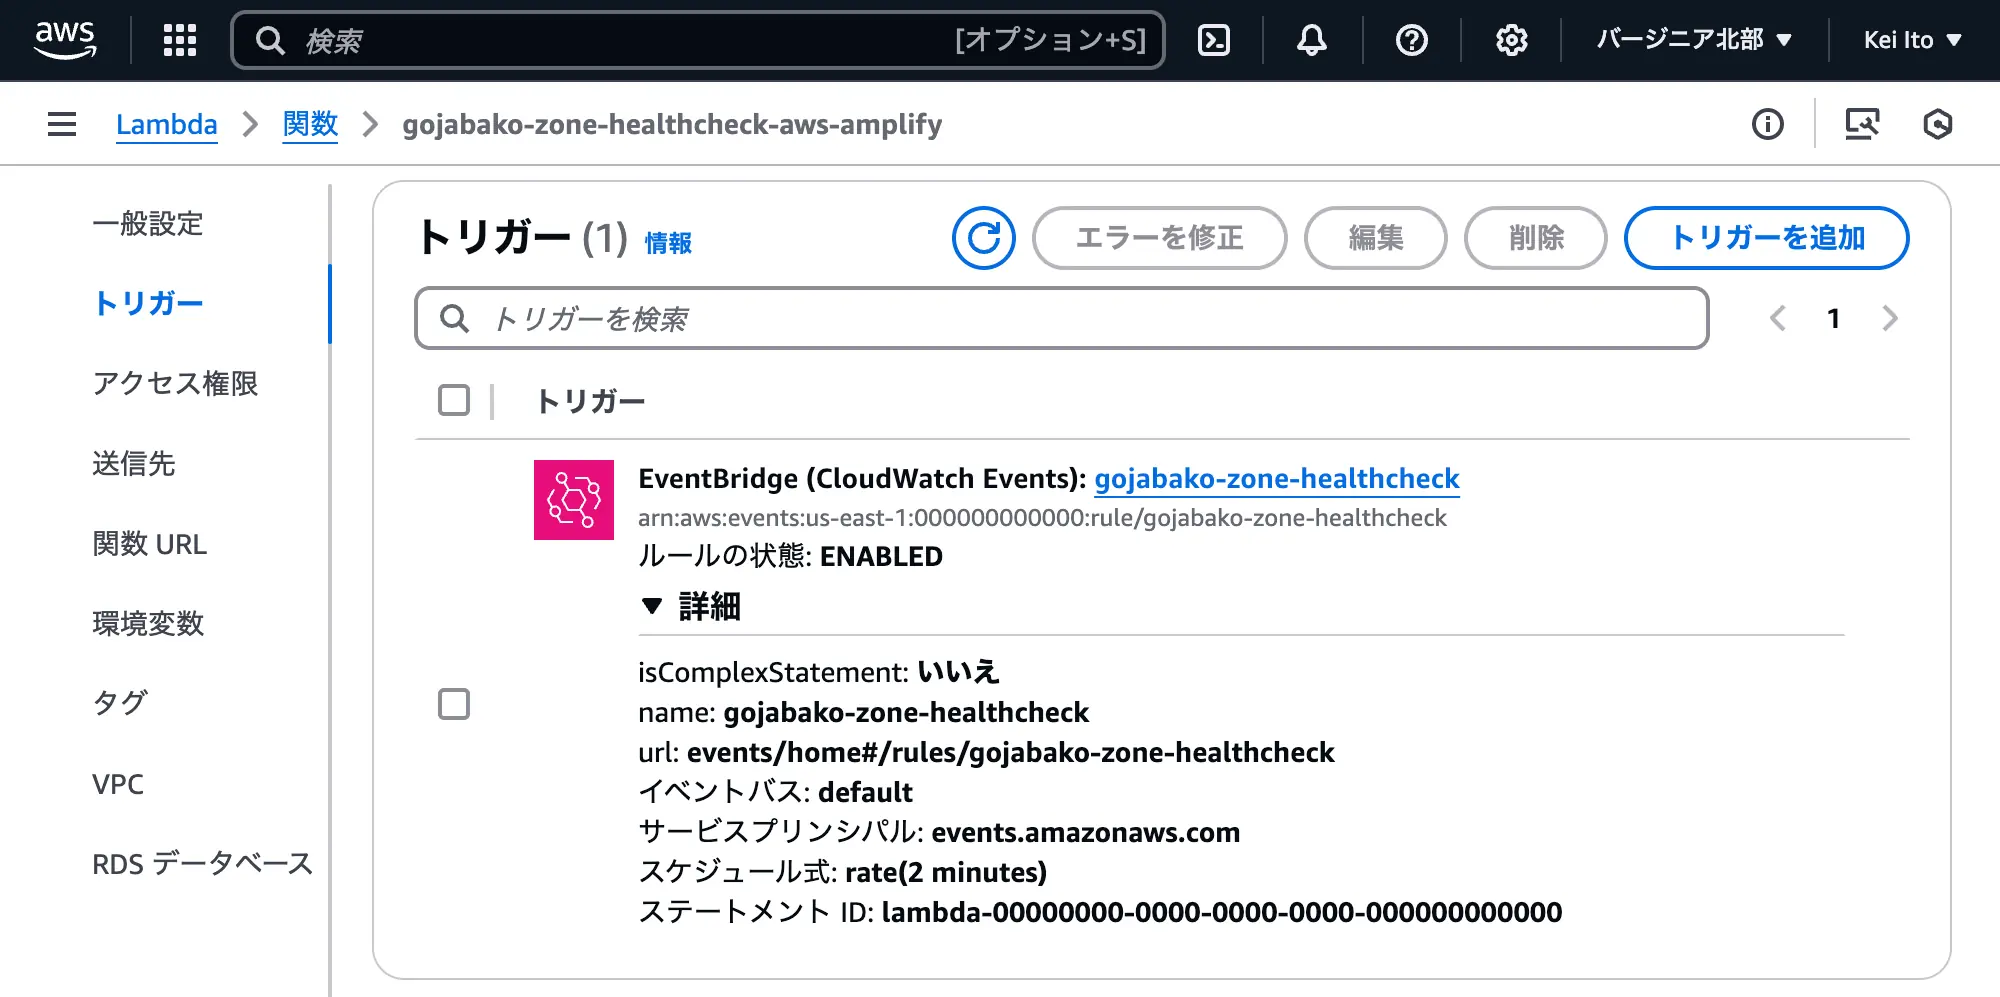 aws
検索 [オプション+S] バージニア北部 Kei Ito
Lambda 関数 gojabako-zone-healthcheck-aws-amplify
一般設定
トリガー
アクセス権限
送信先
関数 URL
環境変数
タグ
VPC
RDS データベース
トリガー (1) 情報 エラーを修正 編集 削除 トリガーを追加
トリガーを検索 1
トリガー
EventBridge (CloudWatch Events): gojabako-zone-healthcheck
arn:aws:events:us-east-1:000000000000:rule/gojabako-zone-healthcheck
ルールの状態: ENABLED
▼ 詳細
isComplexStatement: いいえ
name: gojabako-zone-healthcheck
url: events/home#/rules/gojabako-zone-healthcheck
イベントバス: default
サービスプリンシパル: events.amazonaws.com
スケジュール式: rate(2 minutes)
ステートメント ID: lambda-00000000-0000-0000-0000-000000000000